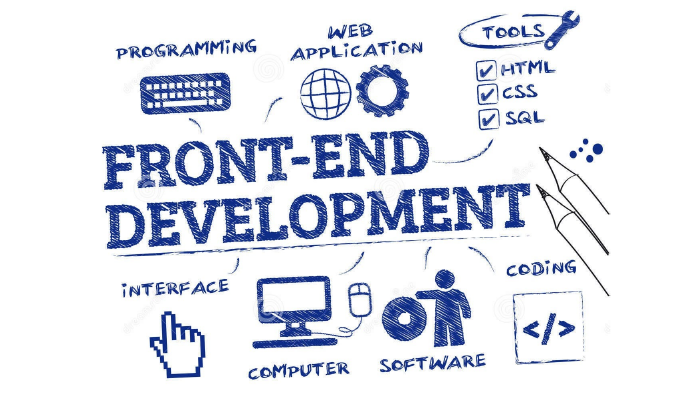 PROGRAMMING
WEB
APPLICATION
TOOLS
HTML
CSS
SQL
FRONT-END
DEVELOPMENT
INTERFACE
COMPUTER
SOFTWARE
CODING
</>